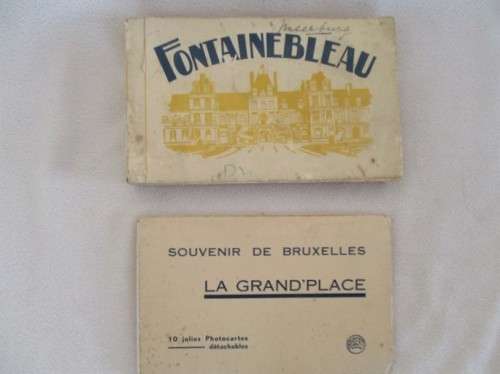 FONTAINEBLEAU
SOUVENIR DE BRUXELLES
LA GRAND'PLACE
10 jolies Photocartes
détachables